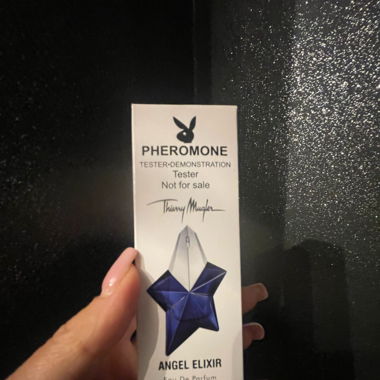 PHEROMONE
TESTER•DEMONSTRATION
Tester
Not for sale
Thierry Mugler
ANGEL ELIXIR
Eau De Parfum